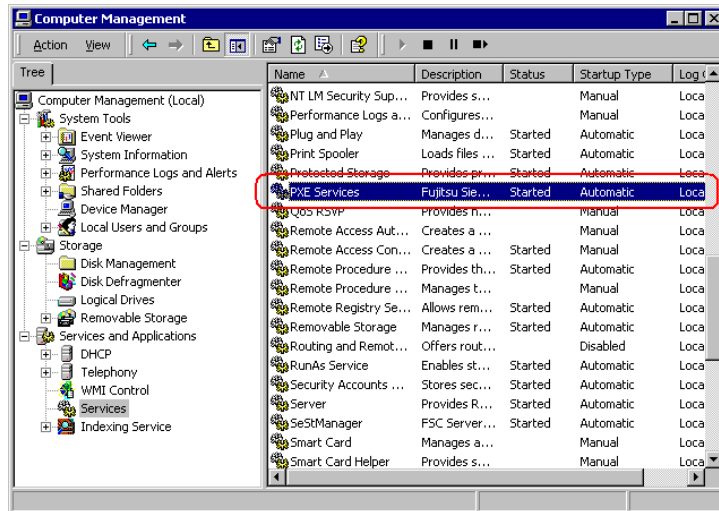 Computer Management
Action View
Tree
Computer Management (Local)
System Tools
Event Viewer
System Information
Performance Logs and Alerts
Shared Folders
Device Manager
Local Users and Groups
Storage
Disk Management
Disk Defragmenter
Logical Drives
Removable Storage
Services and Applications
DHCP
Telephony
WMI Control
Services
Indexing Service
Name Description Status Startup Type Log
NT LM Security Sup... Provides s... Manual Loca
Performance Logs a... Configures... Manual Loca
Plug and Play Manages d... Started Automatic Loca
Print Spooler Loads files ... Started Automatic Loca
Protected Storage Provides pr... Started Automatic Loca
PXE Services Fujitsu Sie... Started Automatic Loca
QoS RSVP Provides n... Manual Loca
Remote Access Aut... Creates a ... Manual Loca
Remote Access Con... Creates a ... Started Manual Loca
Remote Procedure ... Provides th... Started Automatic Loca
Remote Procedure ... Manages t... Manual Loca
Remote Registry Se... Allows rem... Started Automatic Loca
Removable Storage Manages r... Started Automatic Loca
Routing and Remot... Offers rout... Disabled Loca
RunAs Service Enables st... Started Automatic Loca
Security Accounts ... Stores sec... Started Automatic Loca
Server Provides R... Started Automatic Loca
SeStManager FSC Server... Started Automatic Loca
Smart Card Manages a... Manual Loca
Smart Card Helper Provides s... Manual Loca